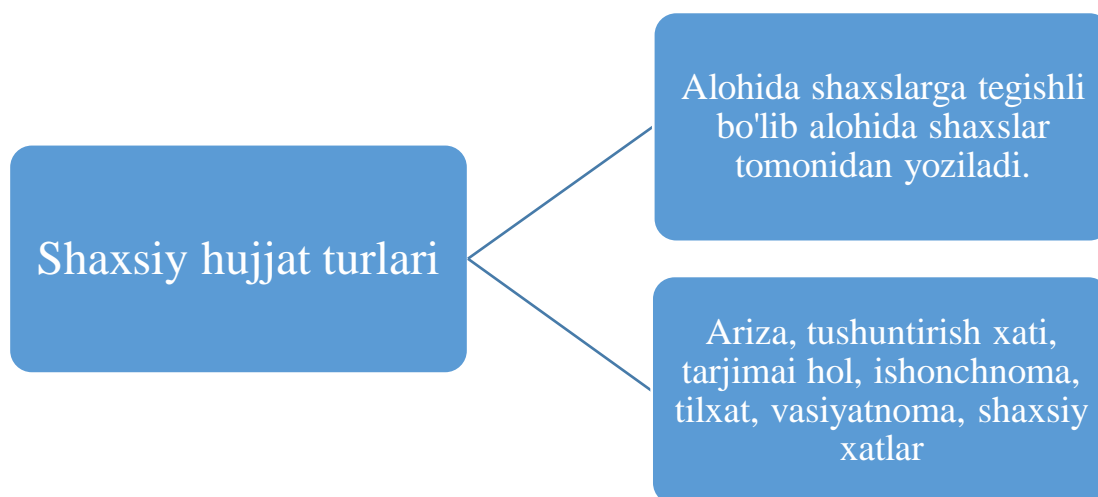 Shaxsiy hujjat turlari
Alohida shaxslarga tegishli
bo'lib alohida shaxslar
tomonidan yoziladi.
Ariza, tushuntirish xati,
tarjimai hol, ishonchnoma,
tilxat, vasiyatnoma, shaxsiy
xatlar